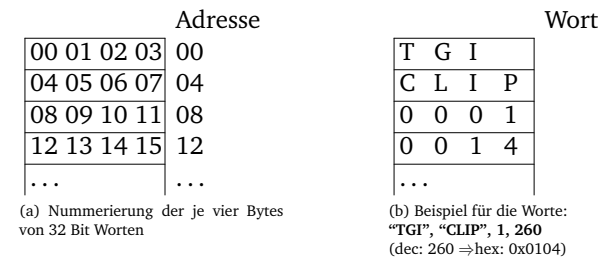 Adresse
00 01 02 03 00
04 05 06 07 04
08 09 10 11 08
12 13 14 15 12
... ...
(a) Nummerierung der je vier Bytes
von 32 Bit Worten
Wort
T G I
C L I P
0 0 0 1
0 0 1 4
...
(b) Beispiel für die Worte:
“TGI”, “CLIP”, 1, 260
(dec: 260 ⇒hex: 0x0104)